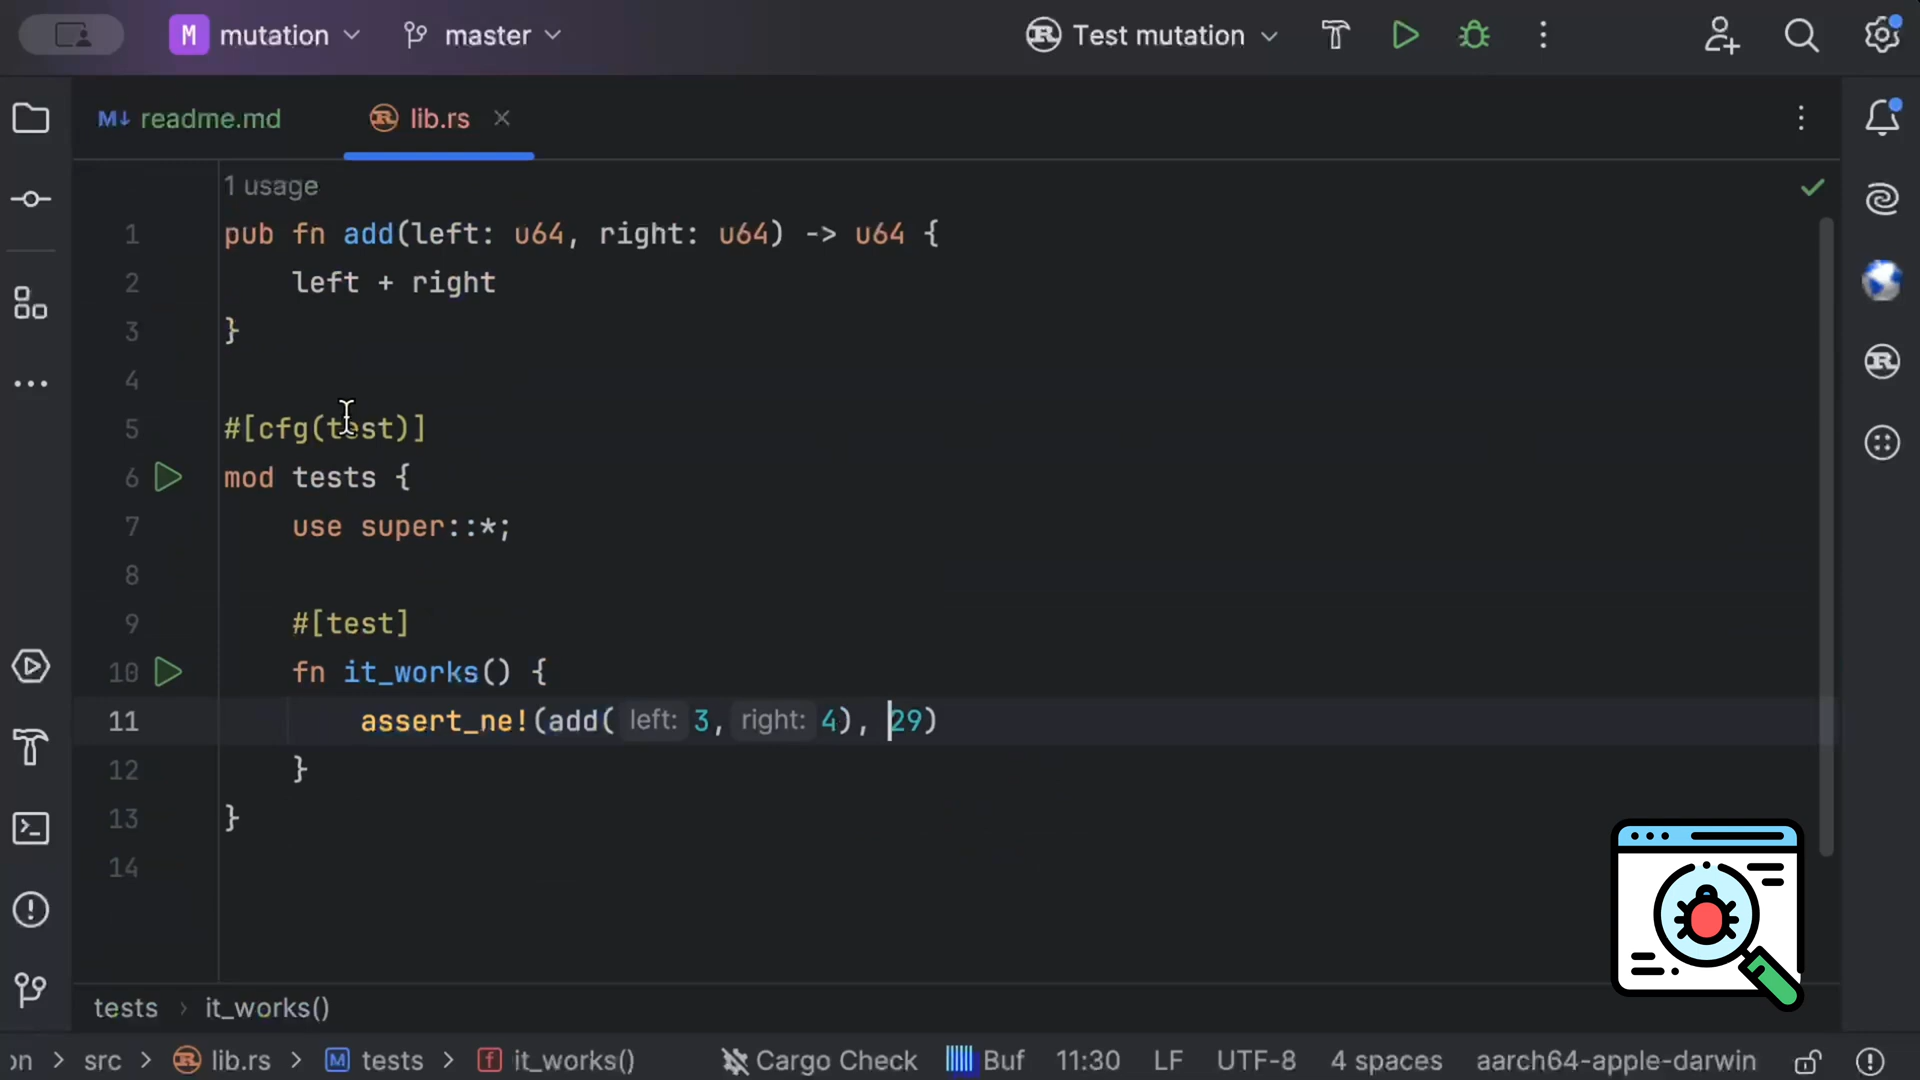 M mutation master Test mutation
M↓ readme.md lib.rs
1 usage
1 pub fn add(left: u64, right: u64) -> u64 {
2 left + right
3 }
4
5 #[cfg(test)]
6 mod tests {
7 use super::*;
8
9 #[test]
10 fn it_works() {
11 assert_ne!(add( left: 3, right: 4), 29)
12 }
13 }
14
tests › it_works()
on > src > lib.rs > M tests > f it_works() Cargo Check Buf 11:30 LF UTF-8 4 spaces aarch64-apple-darwin